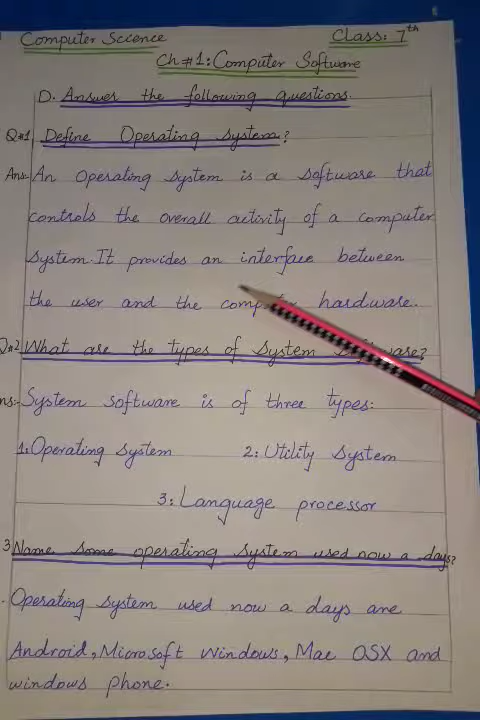 Computer Sccence Class: 7th
Ch#1: Computer Software
D. Answer the following questions.
Q#1 Define Operating System?
Ans:- An Operating System is a software that
controls the overall activity of a computer
system. It provides an interface between
the user and the computer hardware.
Q#2 What are the types of System Software?
Ans:- System software is of three types:
1: Operating System 2: Utility System
3: Language processor
3 Name some operating system used now a days?
Operating system used now a days are
Android, Microsoft windows, Mac OSX and
windows phone.